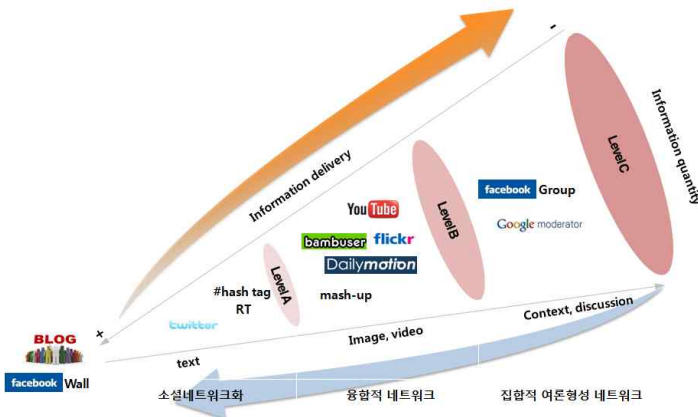 -
Information delivery
Information quantity
LevelC
LevelB
LevelA
You Tube
facebook Group
bambuser flickr
Google moderator
Dailymotion
#hash tag
RT
mash-up
twitter
+
BLOG
facebook Wall
text
Image, video
Context, discussion
소셜네트워크화
융합적 네트워크
집합적 여론형성 네트워크